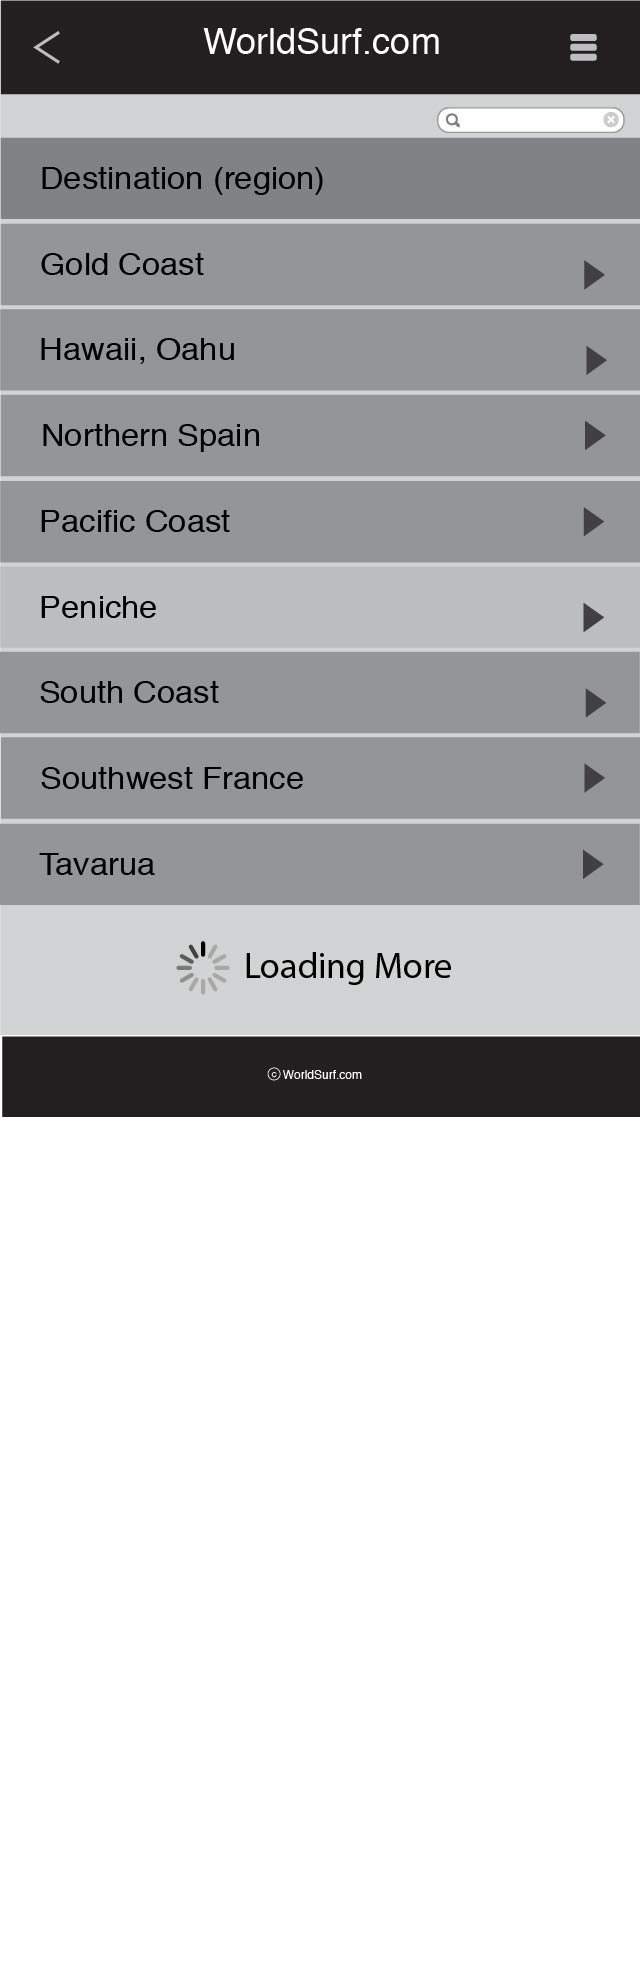 WorldSurf.com
Destination (region)
Gold Coast
Hawaii, Oahu
Northern Spain
Pacific Coast
Peniche
South Coast
Southwest France
Tavarua
Loading More
© WorldSurf.com